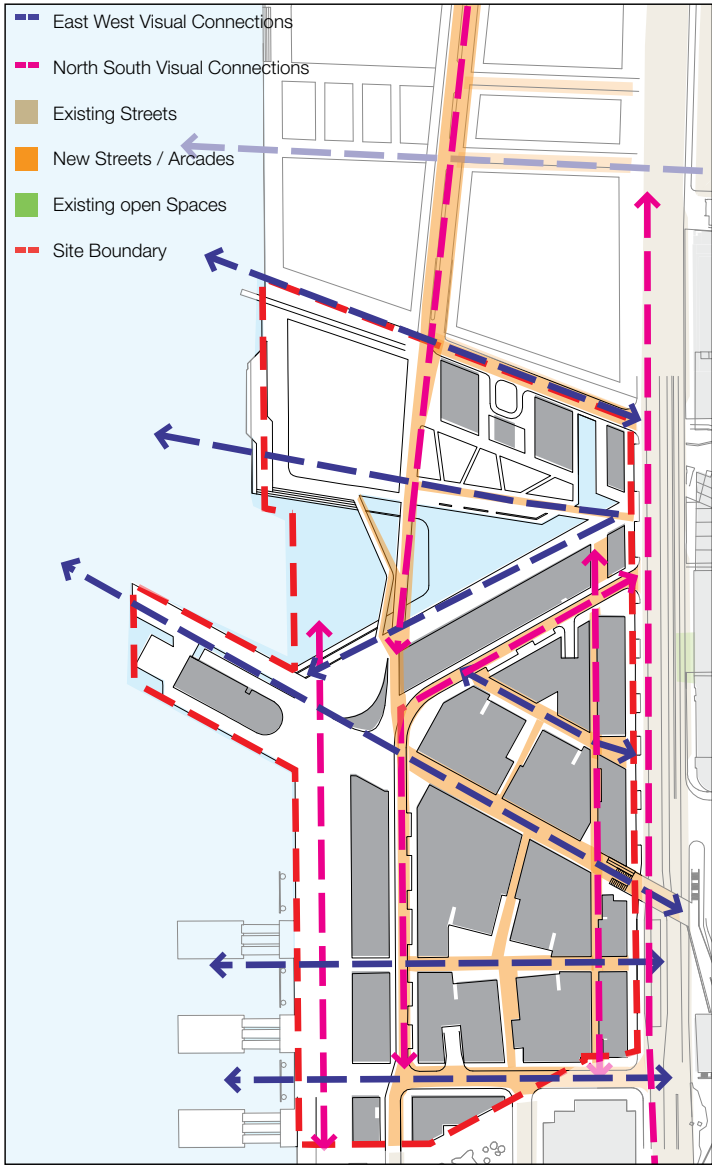 East West Visual Connections
North South Visual Connections
Existing Streets
New Streets / Arcades
Existing open Spaces
Site Boundary